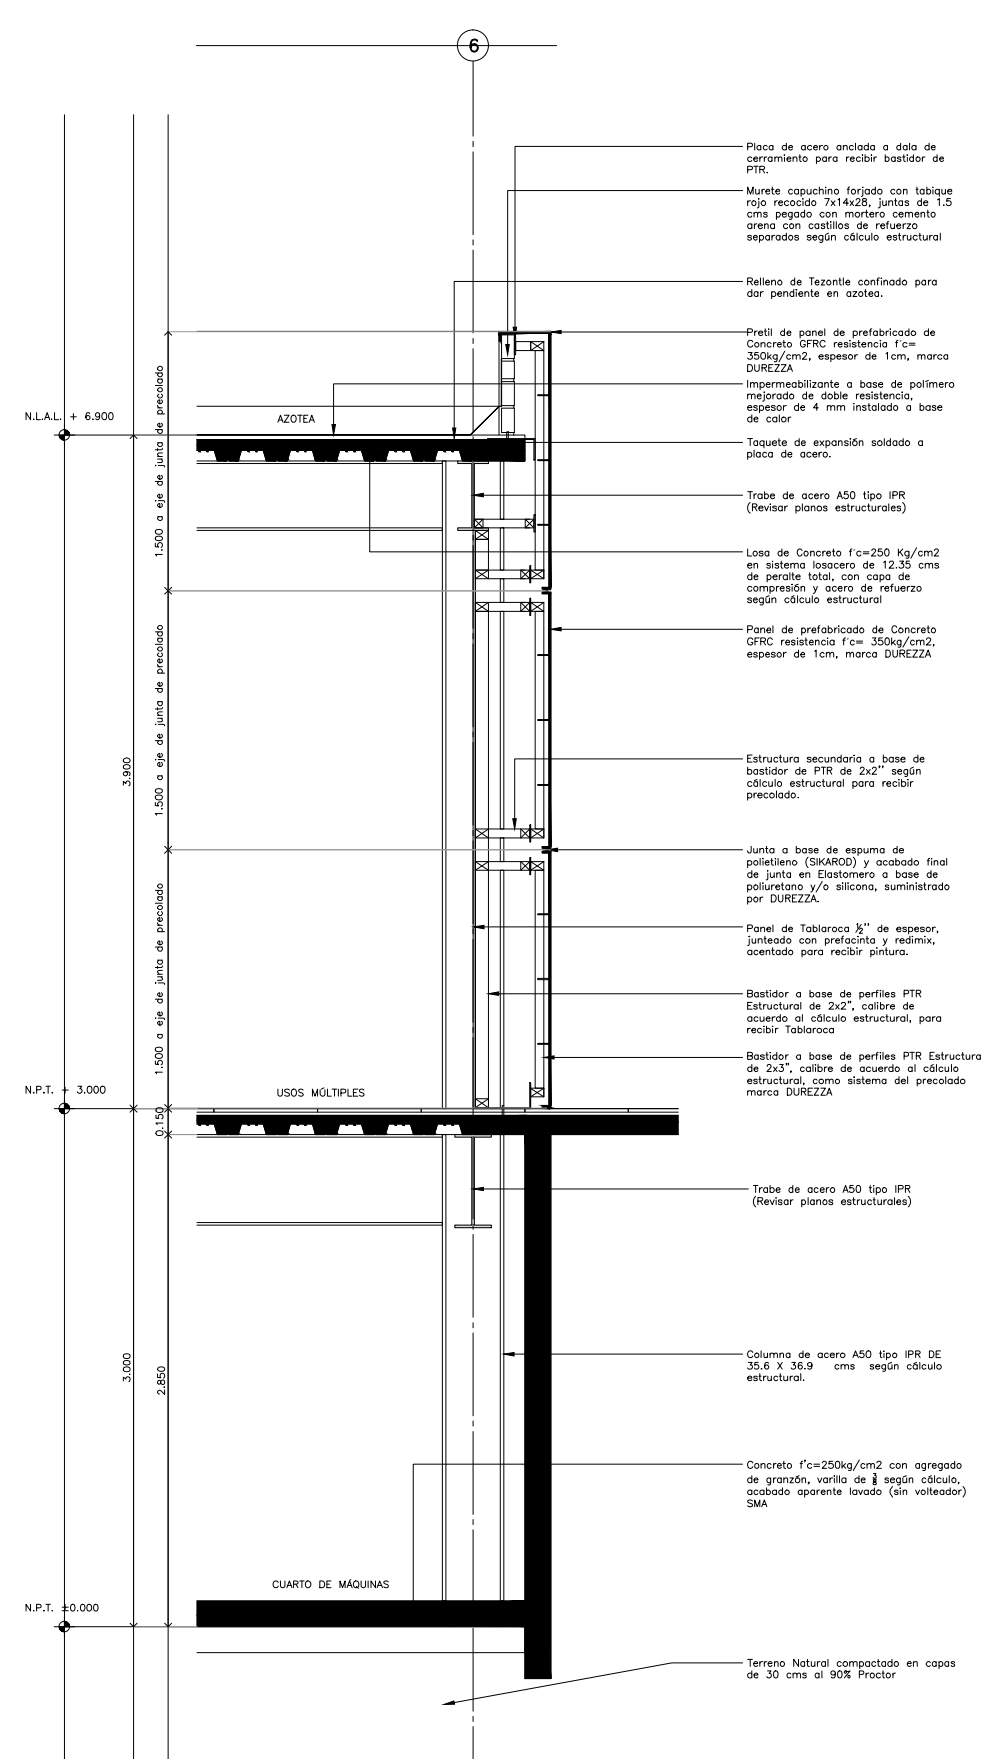 6
Placa de acero anclada a dala de
cerramiento para recibir bastidor de
PTR.
Murete capuchino forjado con tabique
rojo recocido 7x14x28, juntas de 1.5
cms pegado con mortero cemento
arena con castillos de refuerzo
separados según cálculo estructural
Relleno de Tezontle confinado para
dar pendiente en azotea.
Pretil de panel de prefabricado de
Concreto GFRC resistencia f´c=
350kg/cm2, espesor de 1cm, marca
DUREZZA
Impermeabilizante a base de polímero
mejorado de doble resistencia,
espesor de 4 mm instalado a base
de calor
N.L.A.L. + 6.900
AZOTEA
Taquete de expansión soldado a
placa de acero.
1.500 a eje de junta de precolado
Trabe de acero A50 tipo IPR
(Revisar planos estructurales)
Losa de Concreto f´c=250 Kg/cm2
en sistema losacero de 12.35 cms
de peralte total, con capa de
compresión y acero de refuerzo
según cálculo estructural
Panel de prefabricado de Concreto
GFRC resistencia f´c= 350kg/cm2,
espesor de 1cm, marca DUREZZA
1.500 a eje de junta de precolado
3.900
Estructura secundaria a base de
bastidor de PTR de 2x2'' según
cálculo estructural para recibir
precolado.
Junta a base de espuma de
polietileno (SIKAROD) y acabado final
de junta en Elastomero a base de
poliuretano y/o silicona, suministrado
por DUREZZA.
1.500 a eje de junta de precolado
Panel de Tablaroca ½'' de espesor,
junteado con prefacinta y redimix,
acentado para recibir pintura.
Bastidor a base de perfiles PTR
Estructural de 2x2", calibre de
acuerdo al cálculo estructural, para
recibir Tablaroca
Bastidor a base de perfiles PTR Estructura
de 2x3", calibre de acuerdo al cálculo
estructural, como sistema del precolado
marca DUREZZA
N.P.T. + 3.000
USOS MÚLTIPLES
0.150
Trabe de acero A50 tipo IPR
(Revisar planos estructurales)
3.000
2.850
Columna de acero A50 tipo IPR DE
35.6 X 36.9 cms según cálculo
estructural.
Concreto f'c=250kg/cm2 con agregado
de granzón, varilla de ⅜ según cálculo,
acabado aparente lavado (sin volteador)
SMA
CUARTO DE MÁQUINAS
N.P.T. ±0.000
Terreno Natural compactado en capas
de 30 cms al 90% Proctor